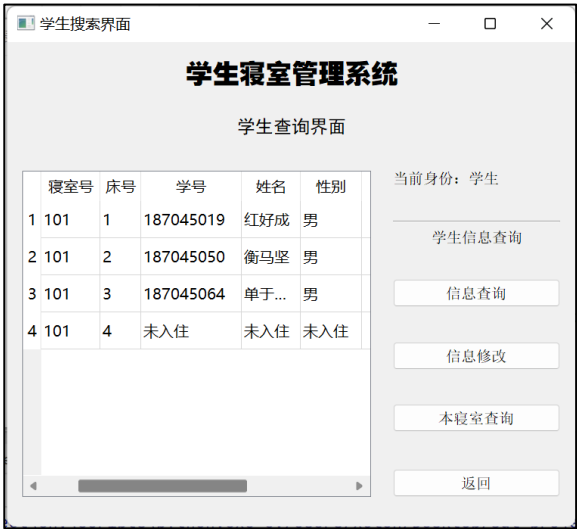 学生搜索界面
学生寝室管理系统
学生查询界面
寝室号 床号 学号 姓名 性别
1 101 1 187045019 红好成 男
2 101 2 187045050 衡马坚 男
3 101 3 187045064 单于... 男
4 101 4 未入住 未入住 未入住
当前身份：学生
学生信息查询
信息查询
信息修改
本寝室查询
返回